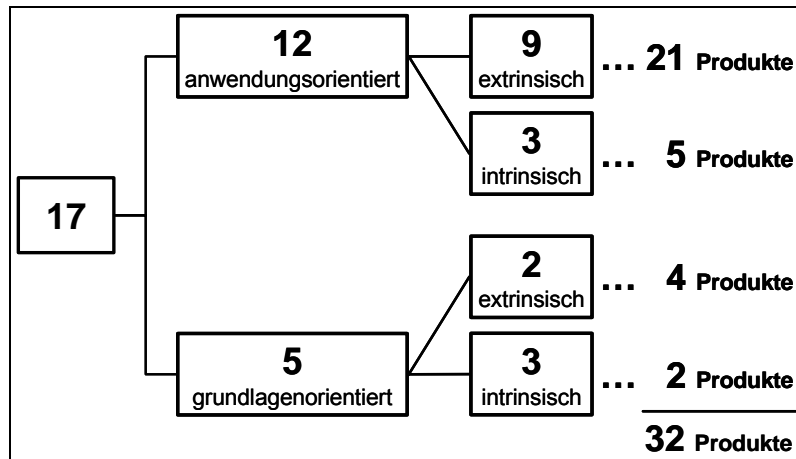 12
anwendungsorientiert
9
extrinsisch
... 21 Produkte
3
intrinsisch
... 5 Produkte
17
2
extrinsisch
... 4 Produkte
5
grundlagenorientiert
3
intrinsisch
... 2 Produkte
32 Produkte